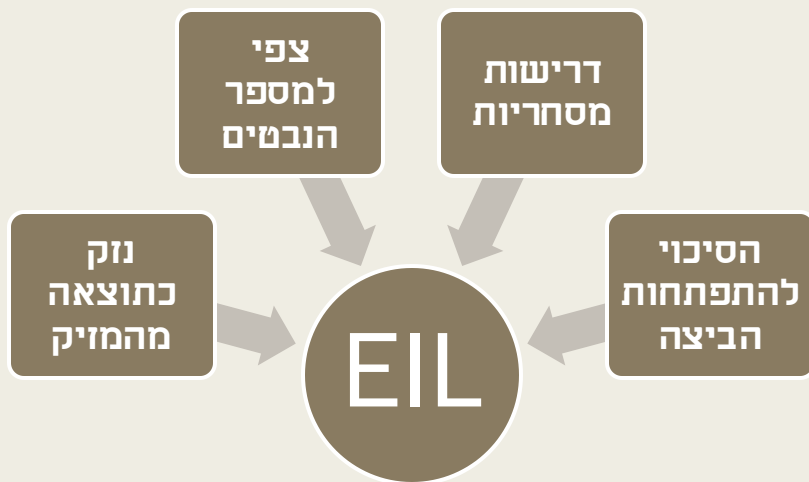 דרישות
מסחריות
צפי
למספר
הנבטים
הסיכוי
להתפתחות
הביצה
נזק
כתוצאה
מהמזיק
EIL